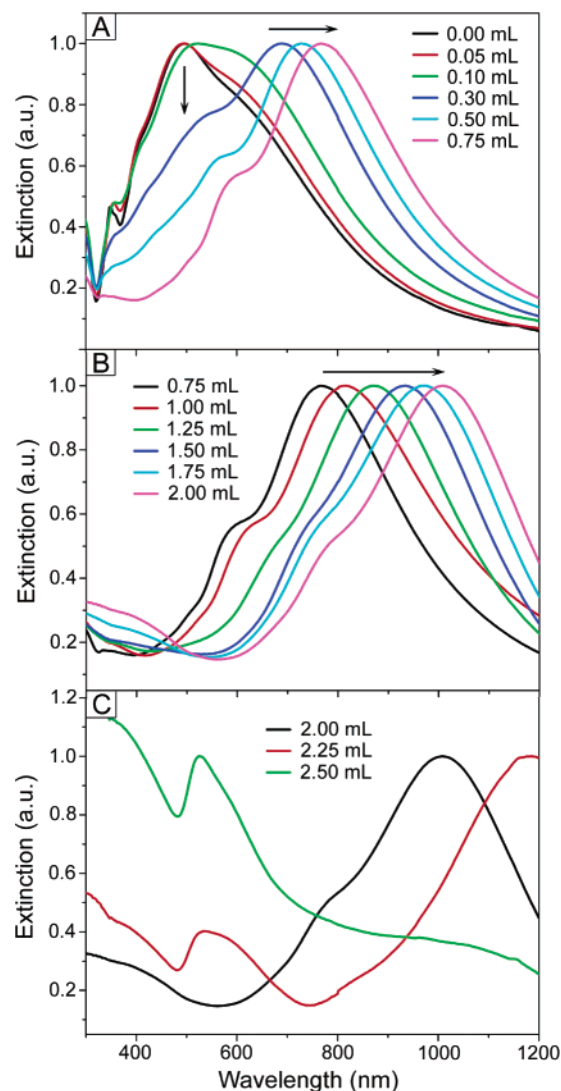 A
1.0
0.8
0.6
0.4
0.2
Extinction (a.u.)
0.00 mL
0.05 mL
0.10 mL
0.30 mL
0.50 mL
0.75 mL
B
1.0
0.8
0.6
0.4
0.2
Extinction (a.u.)
0.75 mL
1.00 mL
1.25 mL
1.50 mL
1.75 mL
2.00 mL
C
1.2
1.0
0.8
0.6
0.4
0.2
Extinction (a.u.)
2.00 mL
2.25 mL
2.50 mL
400 600 800 1000 1200
Wavelength (nm)